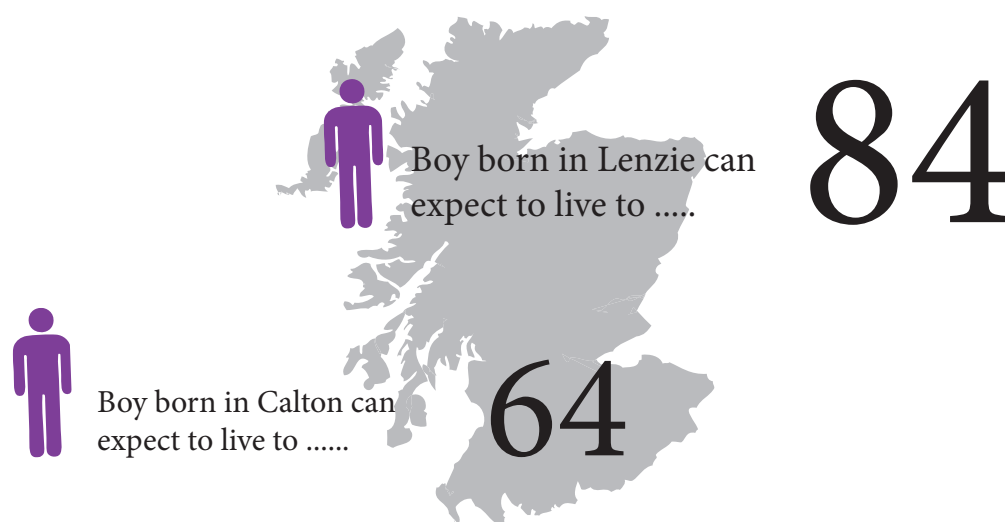 Boy born in Lenzie can
expect to live to .....
84
Boy born in Calton can
expect to live to ......
64